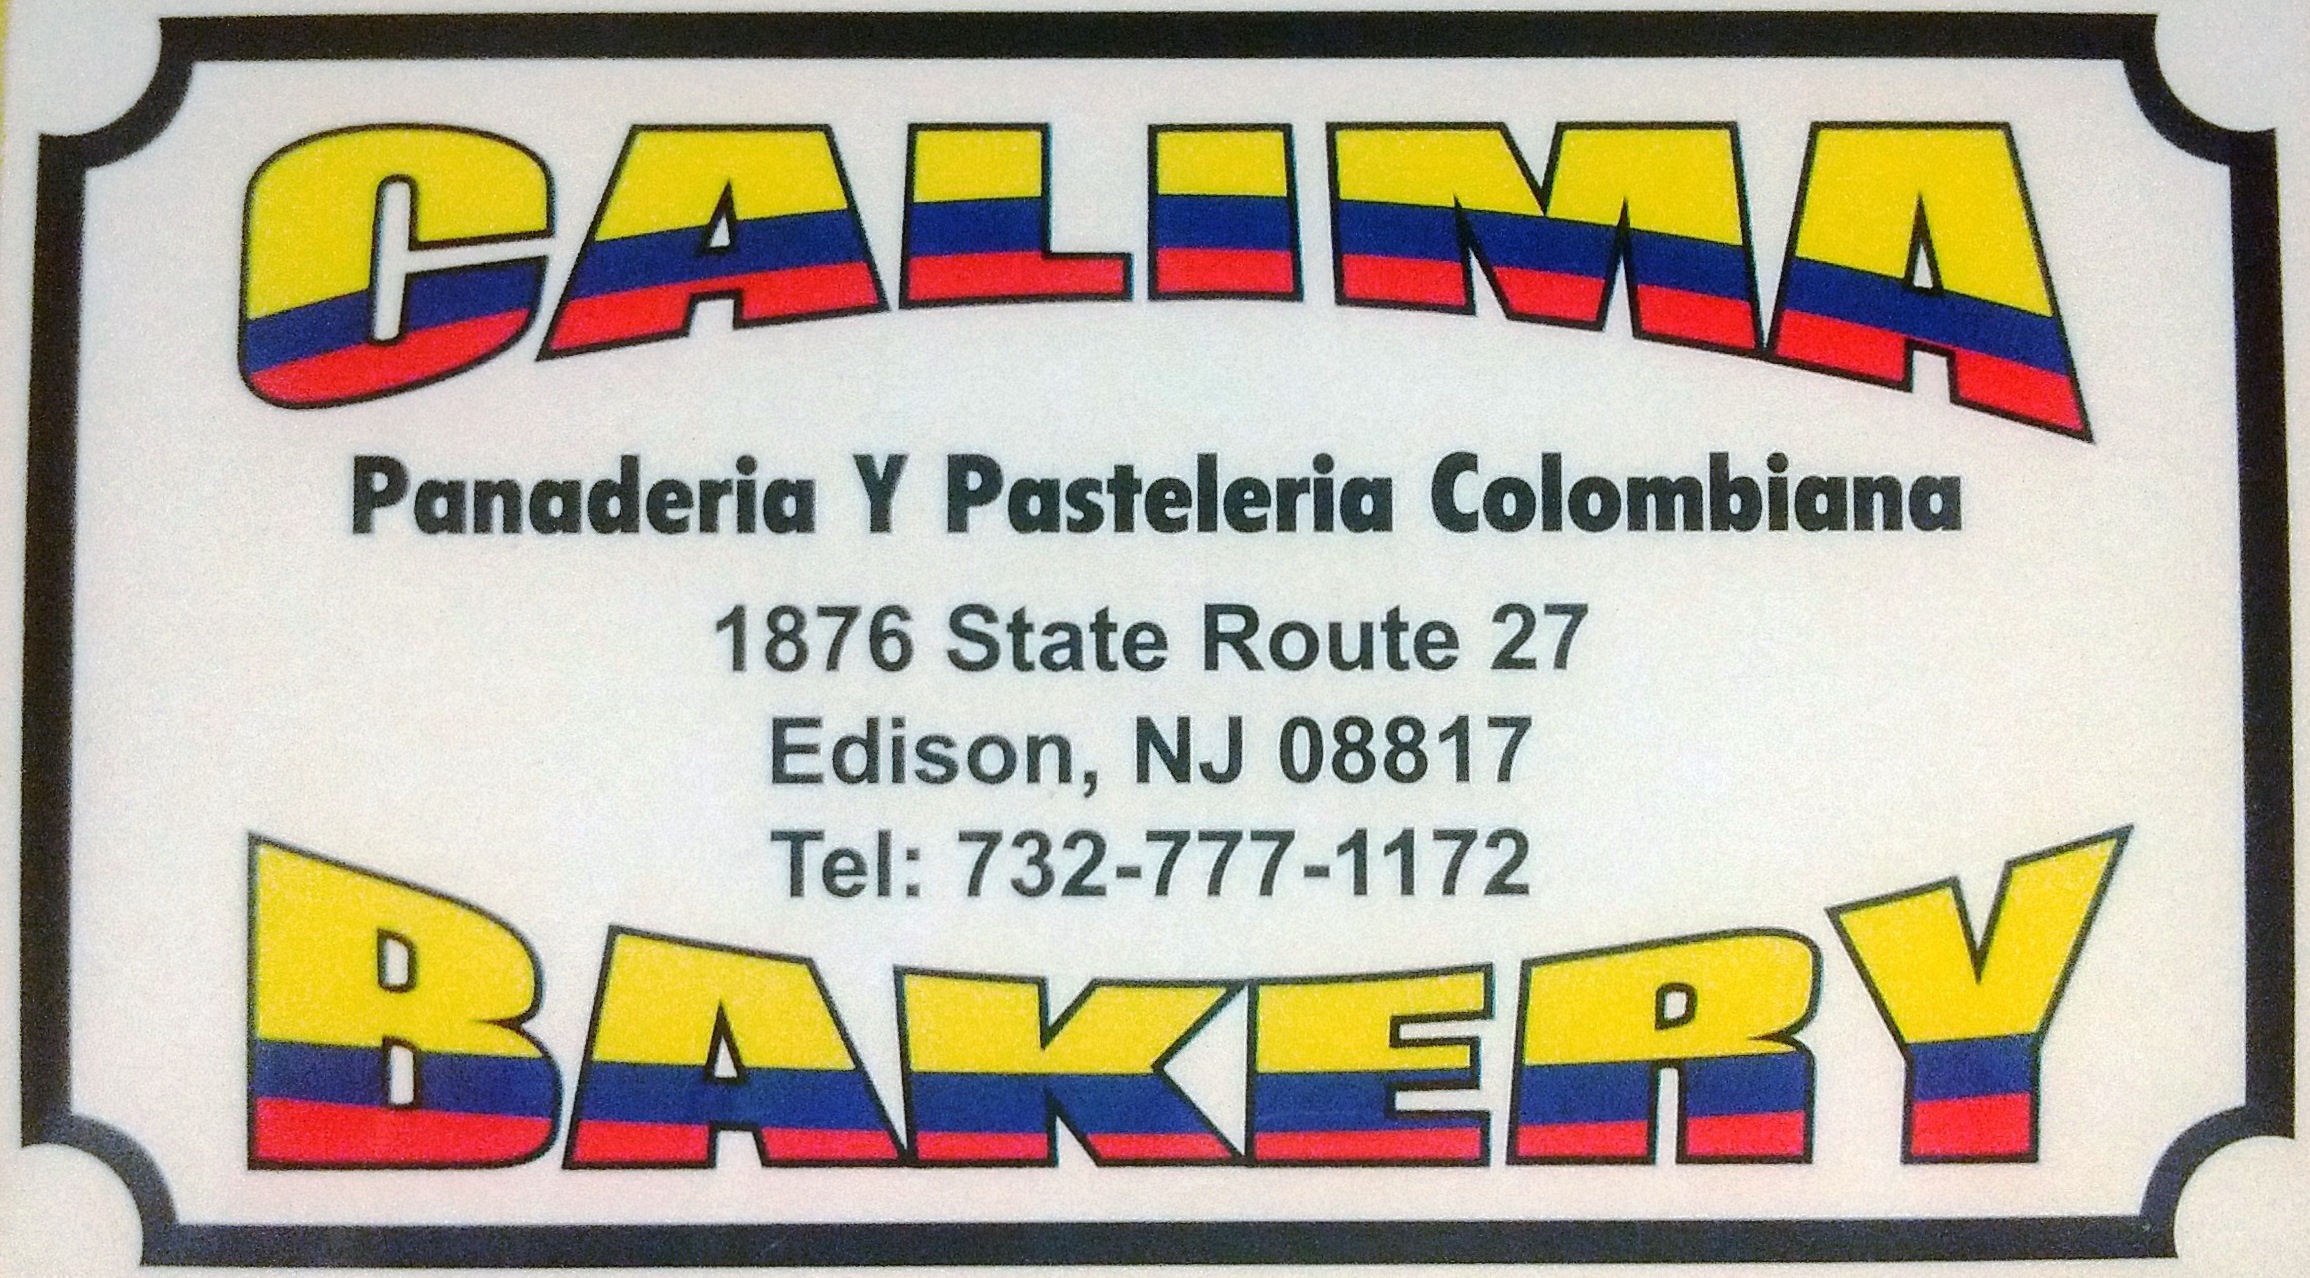 CALIMA
Panaderia Y Pasteleria Colombiana
1876 State Route 27
Edison, NJ 08817
Tel: 732-777-1172
BAKERY